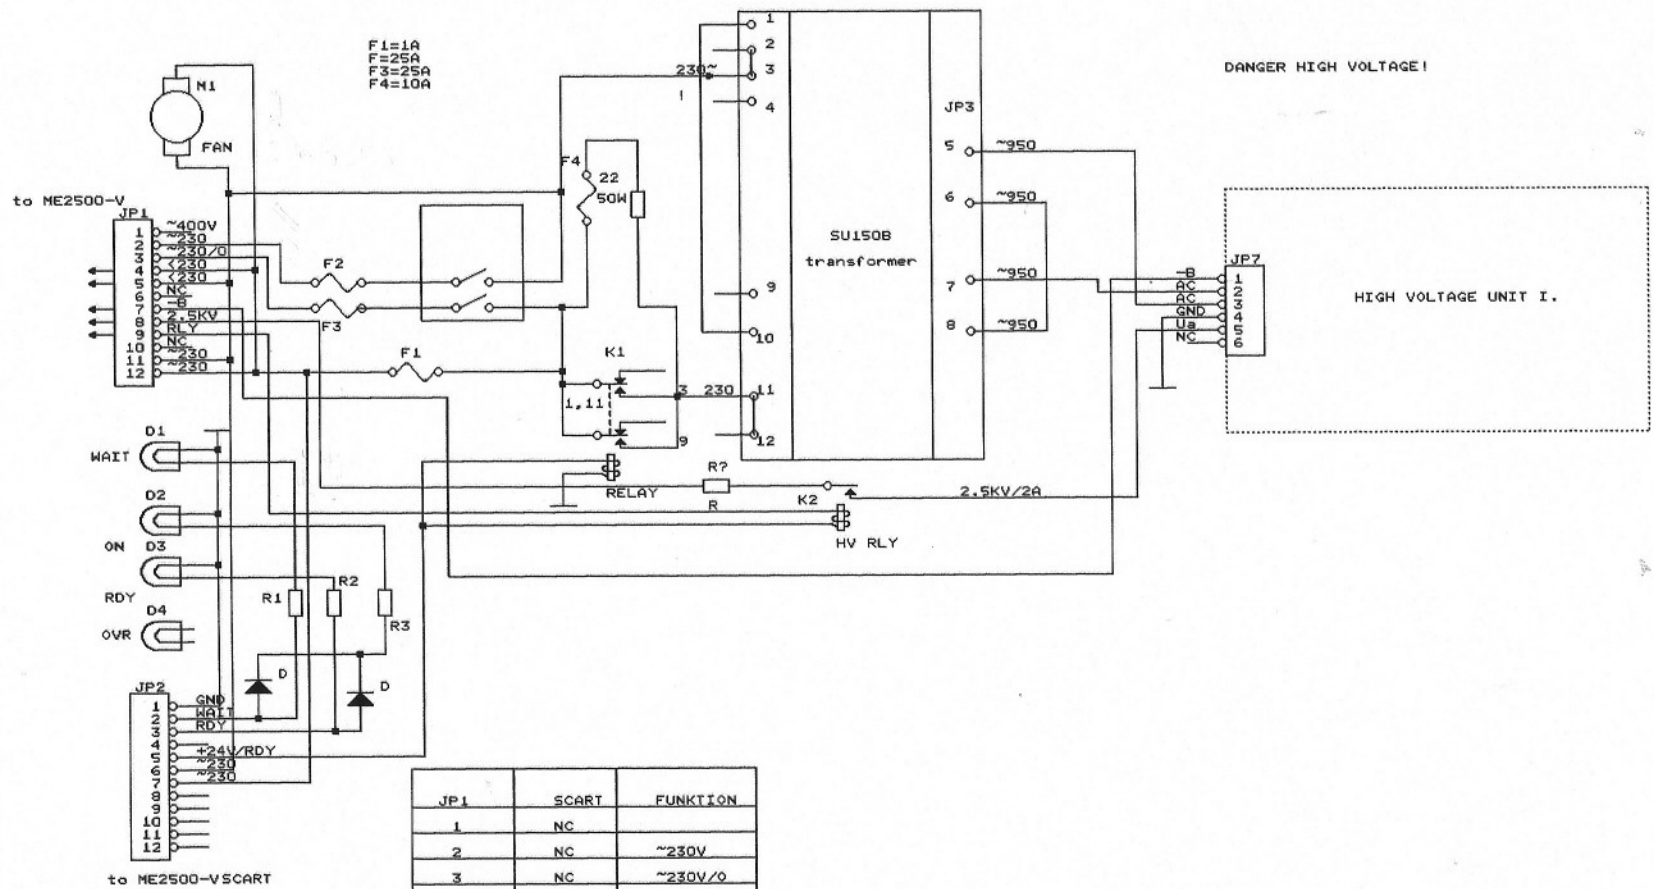 F1=1A
F=25A
F3=25A
F4=10A
DANGER HIGH VOLTAGE!
M1
FAN
to ME2500-V
JP1
1 ~400V
2 ~230
3 ~230/0
4 <230
5 <230
6 NC
7 -B
8 2.5KV
9 RLY
10 NC
11 ~230
12 ~230
F2
F3
F1
F4
22
50W
K1
1,11
3
9
RELAY
230~
1
2
3
4
9
10
11
12
230
SU150B
transformer
JP3
5 ~950
6 ~950
7 ~950
8 ~950
JP7
-B 1
AC 2
AC 3
GND 4
Ua 5
NC 6
HIGH VOLTAGE UNIT I.
R?
R
K2
2.5KV/2A
HV RLY
D1
WAIT
D2
ON
D3
RDY
D4
OVR
R1
R2
R3
D
D
JP2
1 GND
2 WAIT
3 RDY
4
5 +24V/RDY
6 ~230
7 ~230
8
9
10
11
12
to ME2500-VSCART
JP1 SCART FUNKTION
1 NC
2 NC ~230V
3 NC ~230V/0